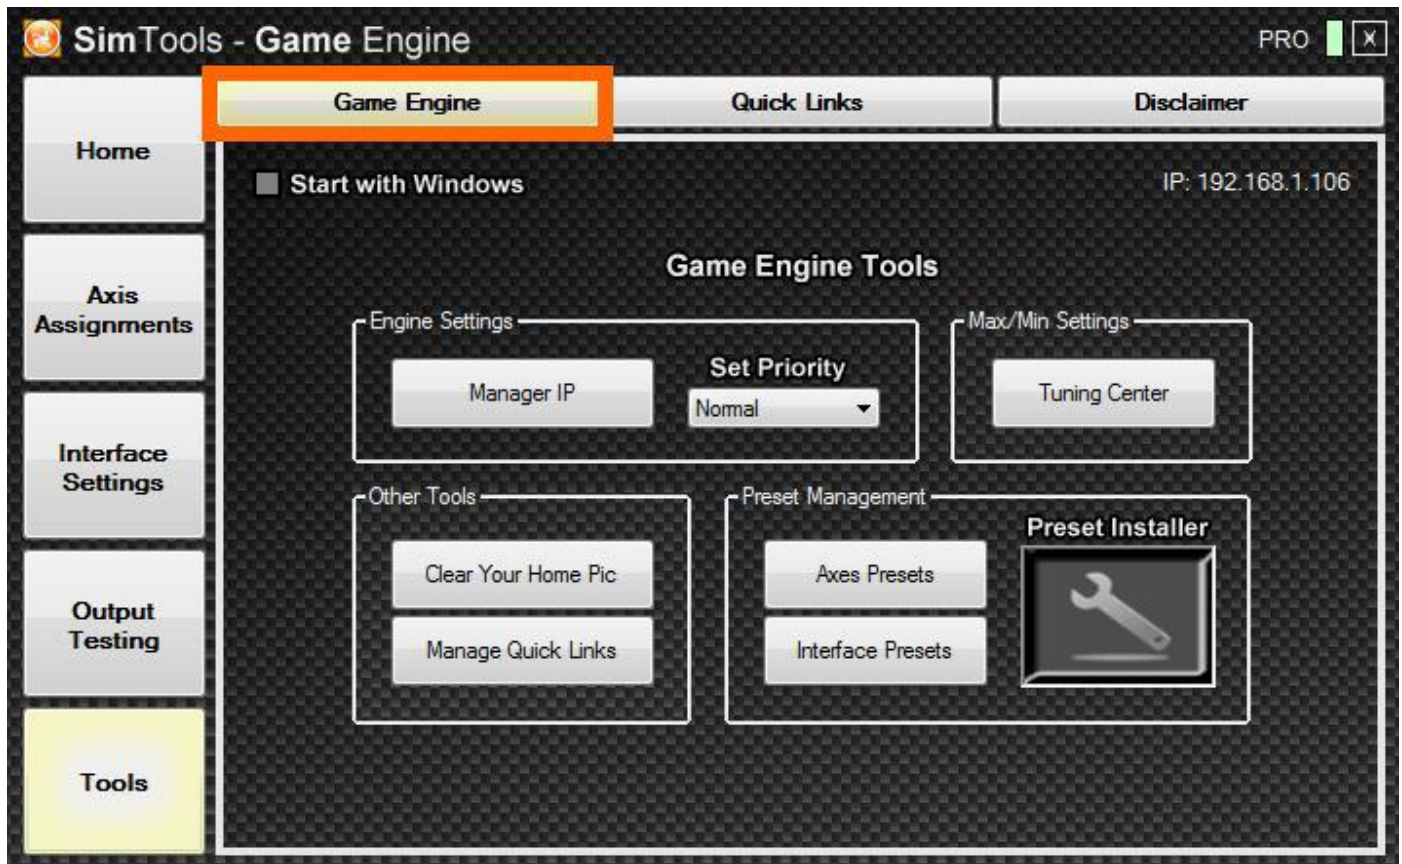 SimTools - Game Engine
PRO
X
Game Engine
Quick Links
Disclaimer
Home
Axis
Assignments
Interface
Settings
Output
Testing
Tools
Start with Windows
IP: 192.168.1.106
Game Engine Tools
Engine Settings
Manager IP
Set Priority
Normal
Max/Min Settings
Tuning Center
Other Tools
Clear Your Home Pic
Manage Quick Links
Preset Management
Axes Presets
Interface Presets
Preset Installer